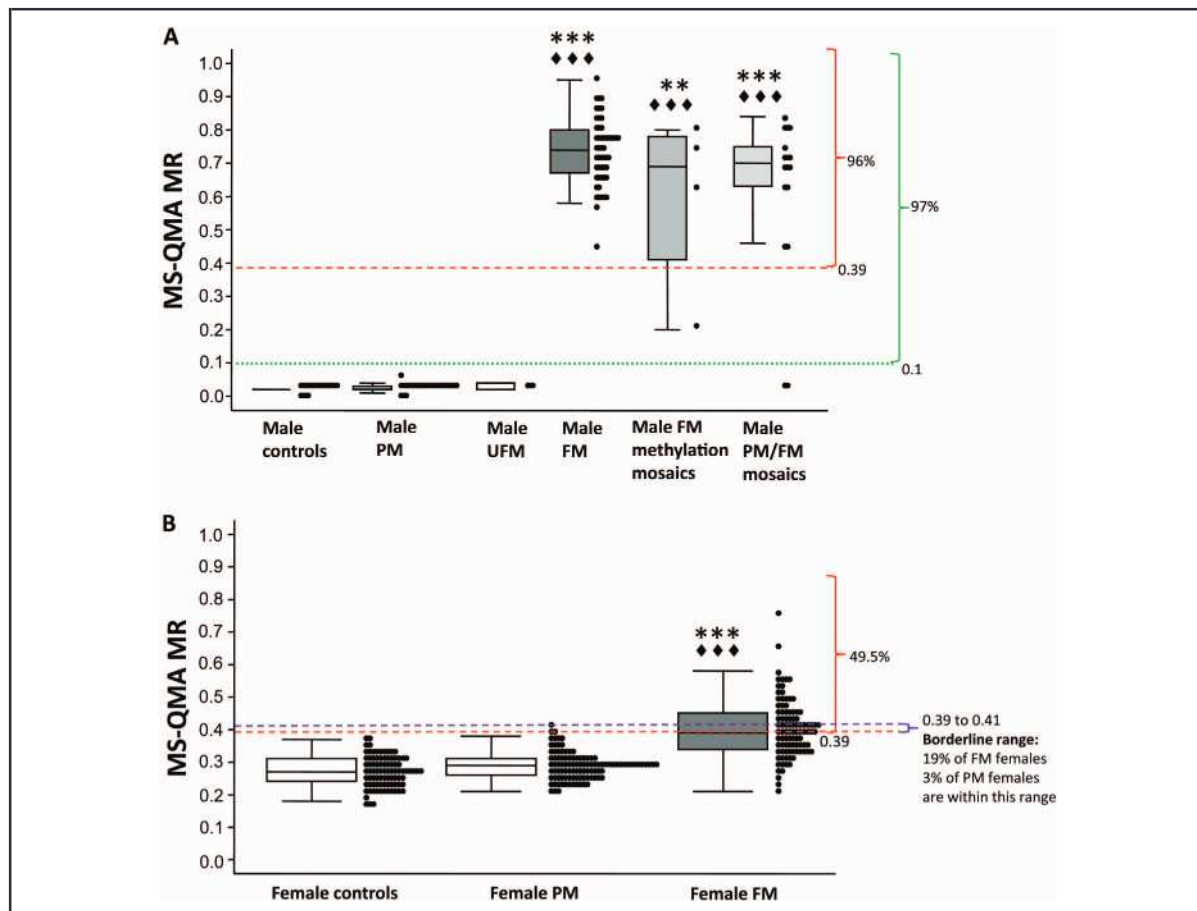 A
MS-QMA MR
1.0
0.9
0.8
0.7
0.6
0.5
0.4
0.3
0.2
0.1
0.0
***
♦♦♦
**
♦♦♦
***
♦♦♦
96%
97%
0.39
0.1
Male
controls
Male
PM
Male
UFM
Male
FM
Male FM
methylation
mosaics
Male
PM/FM
mosaics
B
MS-QMA MR
1.0
0.9
0.8
0.7
0.6
0.5
0.4
0.3
0.2
0.1
0.0
***
♦♦♦
49.5%
0.39
0.39 to 0.41
Borderline range:
19% of FM females
3% of PM females
are within this range
Female controls
Female PM
Female FM